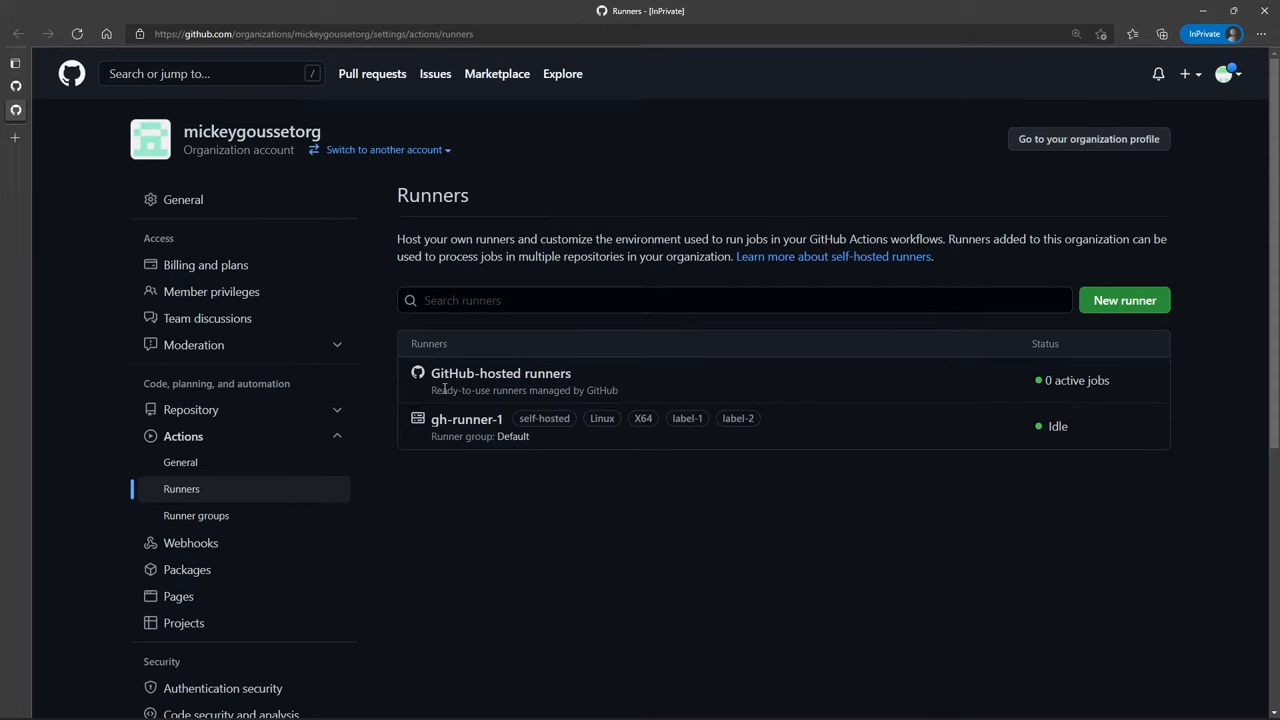 Runners - [InPrivate]
https://github.com/organizations/mickeygoussetorg/settings/actions/runners
InPrivate
Search or jump to...
/
Pull requests
Issues
Marketplace
Explore
mickeygoussetorg
Organization account
Switch to another account
Go to your organization profile
General
Access
Billing and plans
Member privileges
Team discussions
Moderation
Code, planning, and automation
Repository
Actions
General
Runners
Runner groups
Webhooks
Packages
Pages
Projects
Security
Authentication security
Code security and analysis
Runners
Host your own runners and customize the environment used to run jobs in your GitHub Actions workflows. Runners added to this organization can be
used to process jobs in multiple repositories in your organization. Learn more about self-hosted runners.
Search runners
New runner
Runners
Status
GitHub-hosted runners
Ready-to-use runners managed by GitHub
0 active jobs
gh-runner-1 self-hosted Linux X64 label-1 label-2
Runner group: Default
Idle